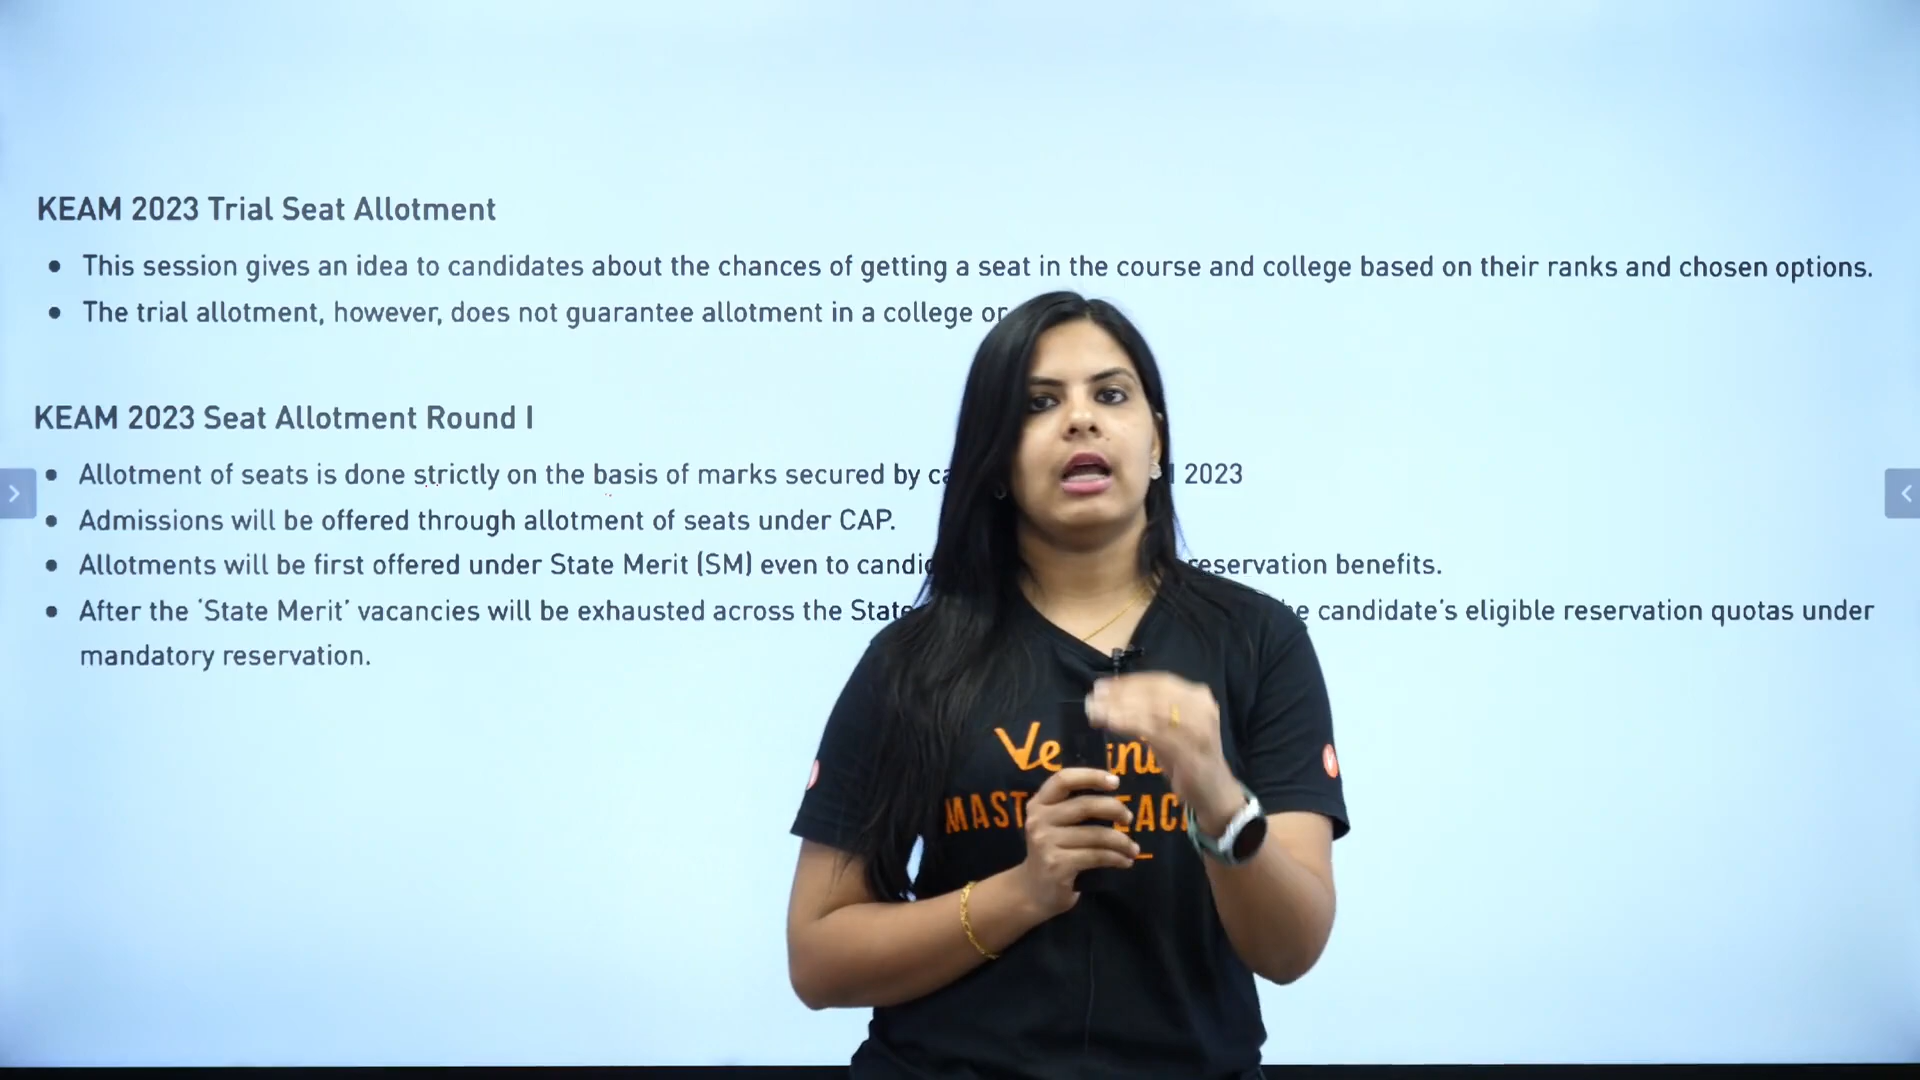 KEAM 2023 Trial Seat Allotment
• This session gives an idea to candidates about the chances of getting a seat in the course and college based on their ranks and chosen options.
• The trial allotment, however, does not guarantee allotment in a college or
KEAM 2023 Seat Allotment Round I
• Allotment of seats is done strictly on the basis of marks secured by 2023
• Admissions will be offered through allotment of seats under CAP.
• Allotments will be first offered under State Merit (SM) even to reservation benefits.
• After the 'State Merit' vacancies will be exhausted across the State candidate's eligible reservation quotas under
mandatory reservation.